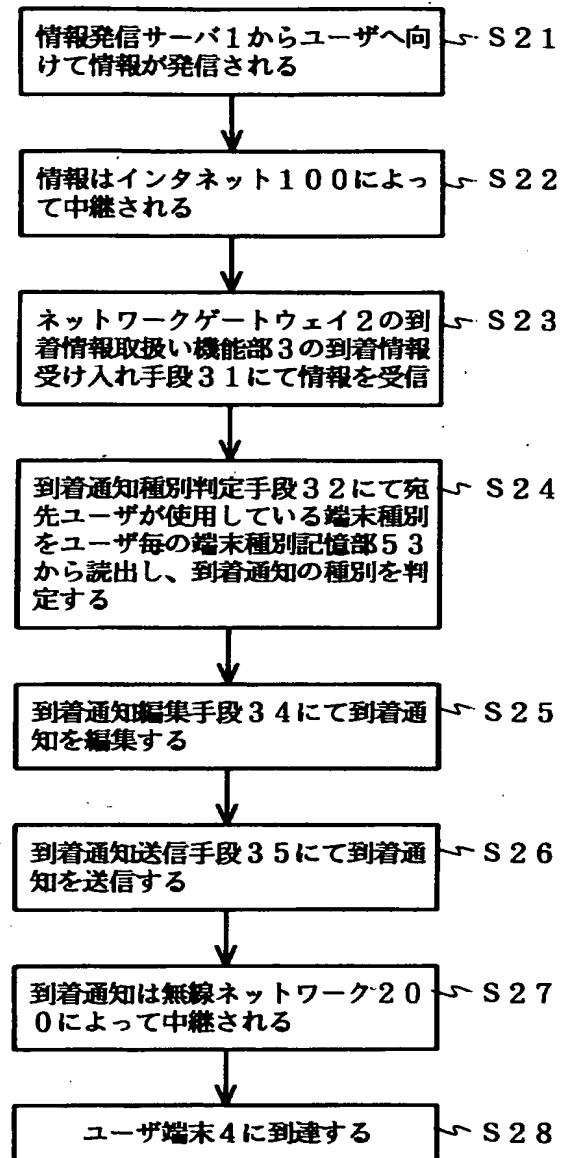 情報発信サーバ１からユーザへ向
けて情報が発信される
Ｓ２１
情報はインタネット１００によっ
て中継される
Ｓ２２
ネットワークゲートウェイ２の到
着情報取扱い機能部３の到着情報
受け入れ手段３１にて情報を受信
Ｓ２３
到着通知種別判定手段３２にて宛
先ユーザが使用している端末種別
をユーザ毎の端末種別記憶部５３
から読出し、到着通知の種別を判
定する
Ｓ２４
到着通知編集手段３４にて到着通
知を編集する
Ｓ２５
到着通知送信手段３５にて到着通
知を送信する
Ｓ２６
到着通知は無線ネットワーク２０
０によって中継される
Ｓ２７
ユーザ端末４に到達する
Ｓ２８